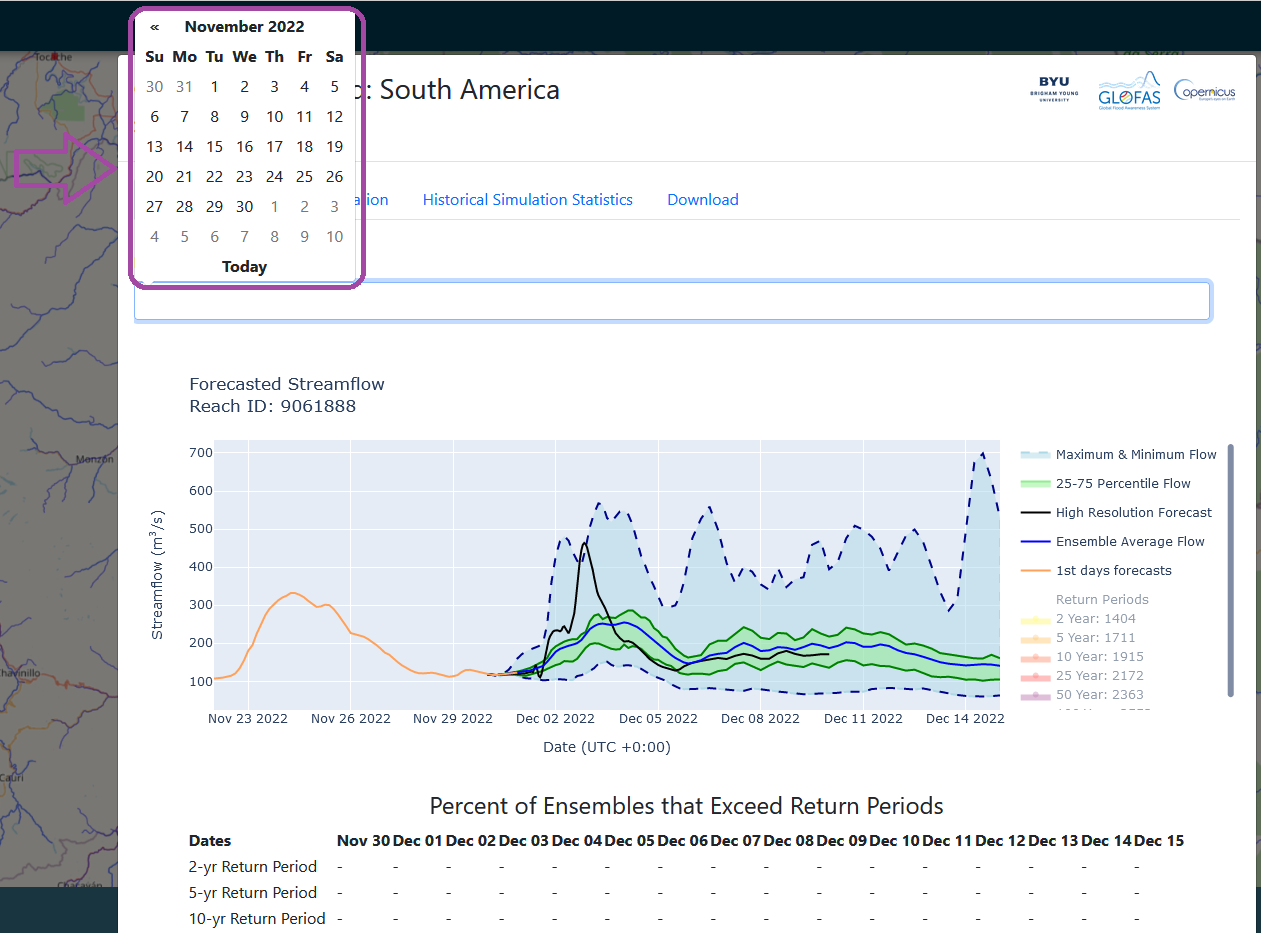 « November 2022
Su Mo Tu We Th Fr Sa
30 31 1 2 3 4 5
6 7 8 9 10 11 12
13 14 15 16 17 18 19
20 21 22 23 24 25 26
27 28 29 30 1 2 3
4 5 6 7 8 9 10
Today
d: South America
BYU
BRIGHAM YOUNG
UNIVERSITY
GLOFAS
Global Flood Awareness System
opernicus
ation Historical Simulation Statistics Download
Tocache
Monzón
havinillo
Cauri
Forecasted Streamflow
Reach ID: 9061888
Streamflow (m³/s)
700
600
500
400
300
200
100
Nov 23 2022 Nov 26 2022 Nov 29 2022 Dec 02 2022 Dec 05 2022 Dec 08 2022 Dec 11 2022 Dec 14 2022
Date (UTC +0:00)
Maximum & Minimum Flow
25-75 Percentile Flow
High Resolution Forecast
Ensemble Average Flow
1st days forecasts
Return Periods
2 Year: 1404
5 Year: 1711
10 Year: 1915
25 Year: 2172
50 Year: 2363
Percent of Ensembles that Exceed Return Periods
Dates Nov 30 Dec 01 Dec 02 Dec 03 Dec 04 Dec 05 Dec 06 Dec 07 Dec 08 Dec 09 Dec 10 Dec 11 Dec 12 Dec 13 Dec 14 Dec 15
2-yr Return Period - - - - - - - - - - - - - - - -
5-yr Return Period - - - - - - - - - - - - - - - -
10-yr Return Period - - - - - - - - - - - - - - - -